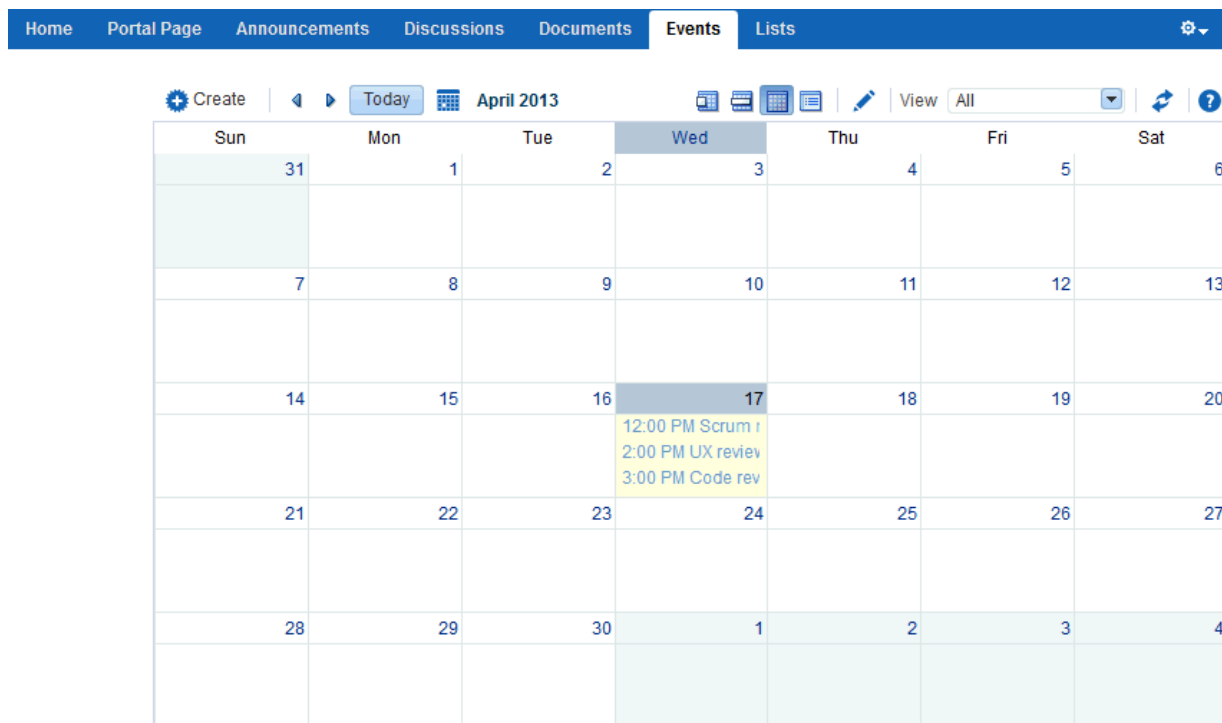 Home Portal Page Announcements Discussions Documents Events Lists
Create Today April 2013 View All ?
Sun Mon Tue Wed Thu Fri Sat
31 1 2 3 4 5 6
7 8 9 10 11 12 13
14 15 16 17 18 19 20
12:00 PM Scrum
2:00 PM UX review
3:00 PM Code rev
21 22 23 24 25 26 27
28 29 30 1 2 3 4